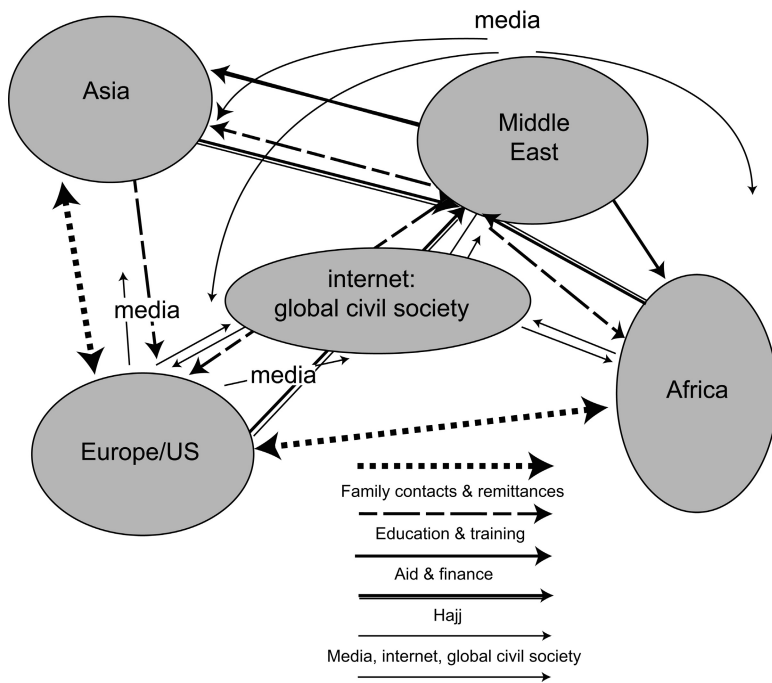 media
Asia
Middle
East
internet:
global civil society
media
media
Africa
Europe/US
Family contacts & remittances
Education & training
Aid & finance
Hajj
Media, internet, global civil society